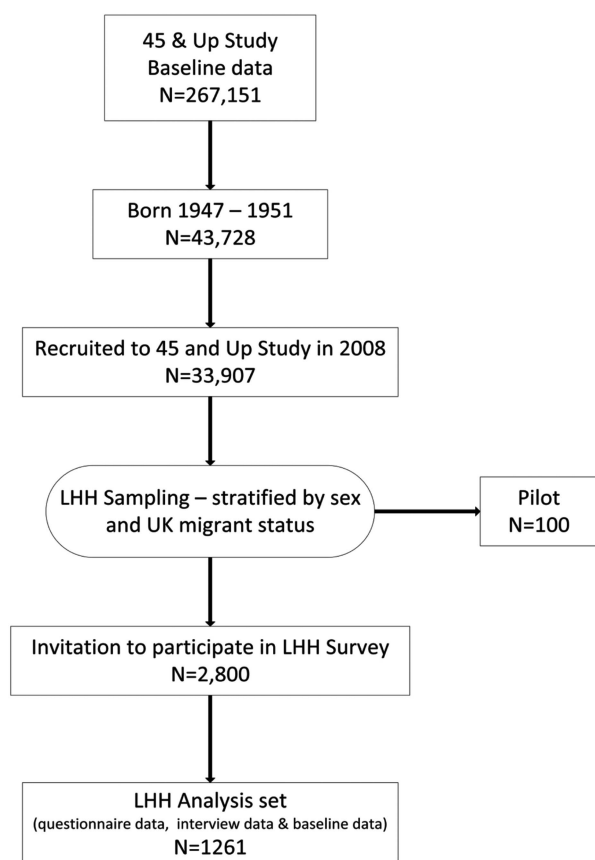 45 & Up Study
Baseline data
N=267,151
Born 1947 – 1951
N=43,728
Recruited to 45 and Up Study in 2008
N=33,907
LHH Sampling – stratified by sex
and UK migrant status
Pilot
N=100
Invitation to participate in LHH Survey
N=2,800
LHH Analysis set
(questionnaire data, interview data & baseline data)
N=1261